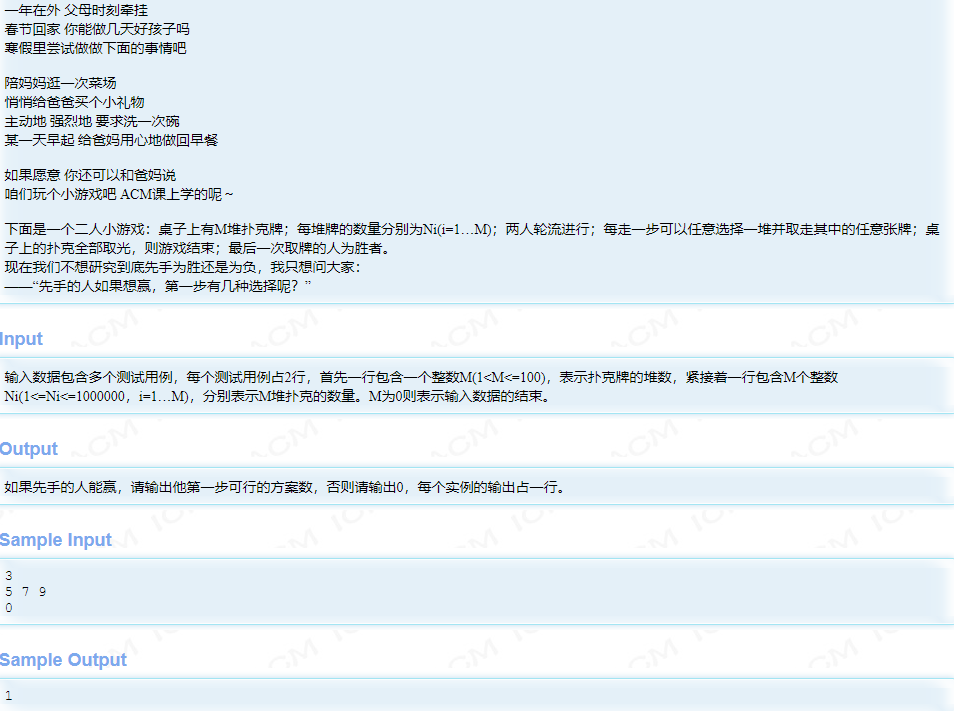 一年在外 父母时刻牵挂
春节回家 你能做几天好孩子吗
寒假里尝试做做下面的事情吧
陪妈妈逛一次菜场
悄悄给爸爸买个小礼物
主动地 强烈地 要求洗一次碗
某一天早起 给爸妈用心地做回早餐
如果愿意 你还可以和爸妈说
咱们玩个小游戏吧 ACM课上学的呢～
下面是一个二人小游戏：桌子上有M堆扑克牌；每堆牌的数量分别为Ni(i=1…M)；两人轮流进行；每走一步可以任意选择一堆并取走其中的任意张牌；桌
子上的扑克全部取光，则游戏结束；最后一次取牌的人为胜者。
现在我们不想研究到底先手为胜还是为负，我只想问大家：
——“先手的人如果想赢，第一步有几种选择呢？”
Input
输入数据包含多个测试用例，每个测试用例占2行，首先一行包含一个整数M(1<M<=100)，表示扑克牌的堆数，紧接着一行包含M个整数
Ni(1<=Ni<=1000000，i=1…M)，分别表示M堆扑克的数量。M为0则表示输入数据的结束。
Output
如果先手的人能赢，请输出他第一步可行的方案数，否则请输出0，每个实例的输出占一行。
Sample Input
3
5 7 9
0
Sample Output
1